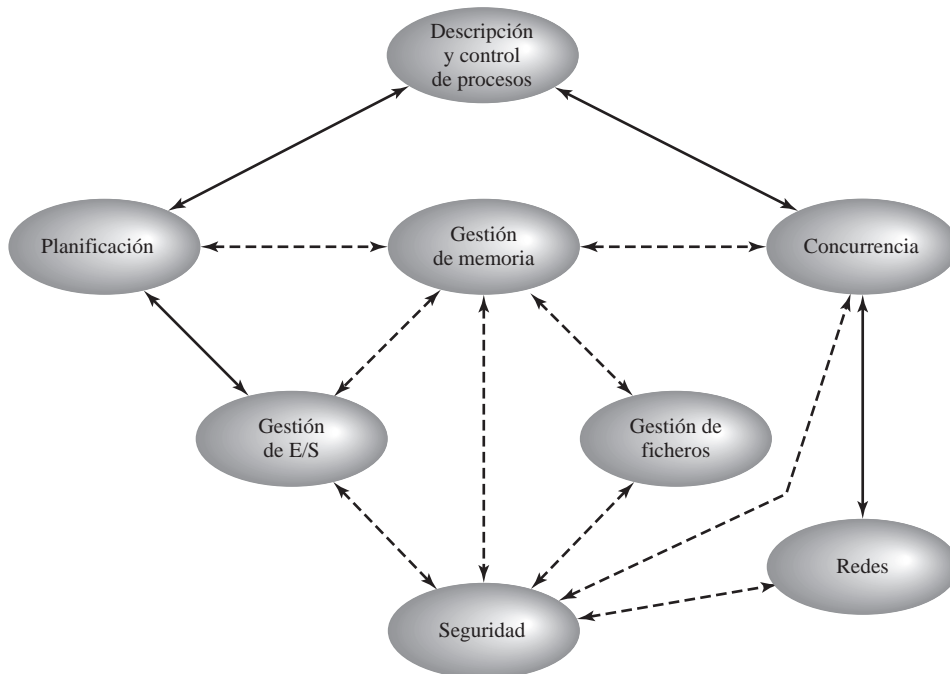 Descripción
y control
de procesos
Planificación
Gestión
de memoria
Concurrencia
Gestión
de E/S
Gestión de
ficheros
Redes
Seguridad